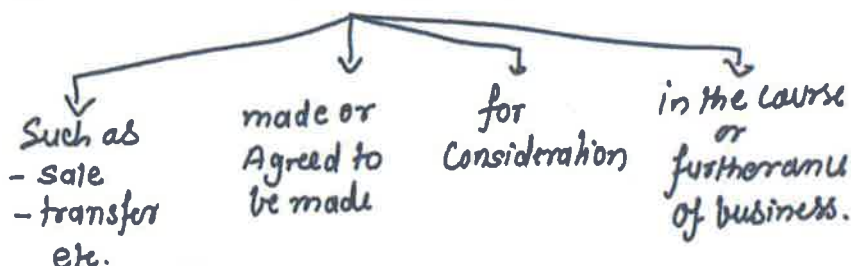 Such as
- sale
- transfer
etc.
made or
Agreed to
be made
for
Consideration
in the course
or
furtherance
of business.